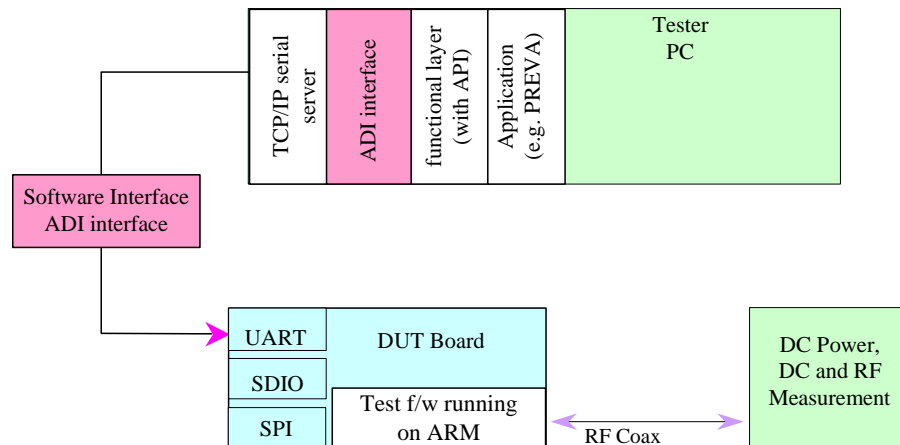 TCP/IP serial
server
ADI interface
functional layer
(with API)
Application
(e.g. PREVA)
Tester
PC
Software Interface
ADI interface
UART
SDIO
SPI
DUT Board
Test f/w running
on ARM
RF Coax
DC Power,
DC and RF
Measurement